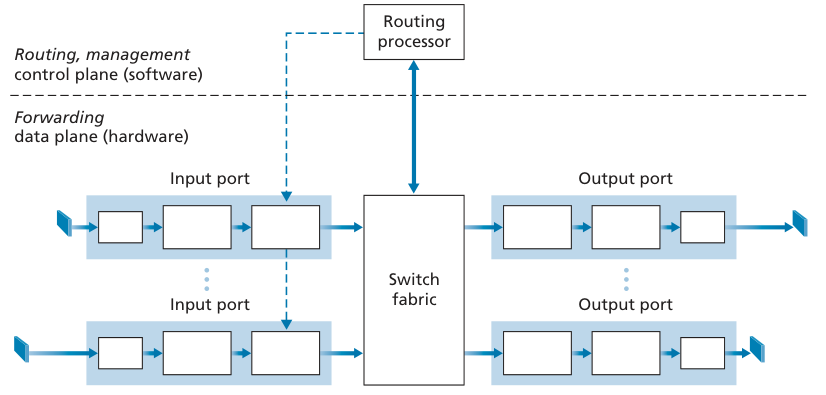 Routing
processor
Routing, management
control plane (software)
Forwarding
data plane (hardware)
Input port
Output port
Switch
fabric
Input port
Output port